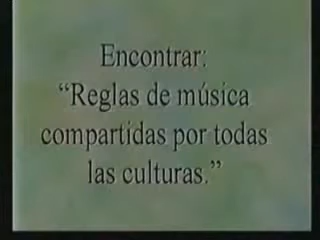 Encontrar:
“Reglas de música
compartidas por todas
las culturas.”